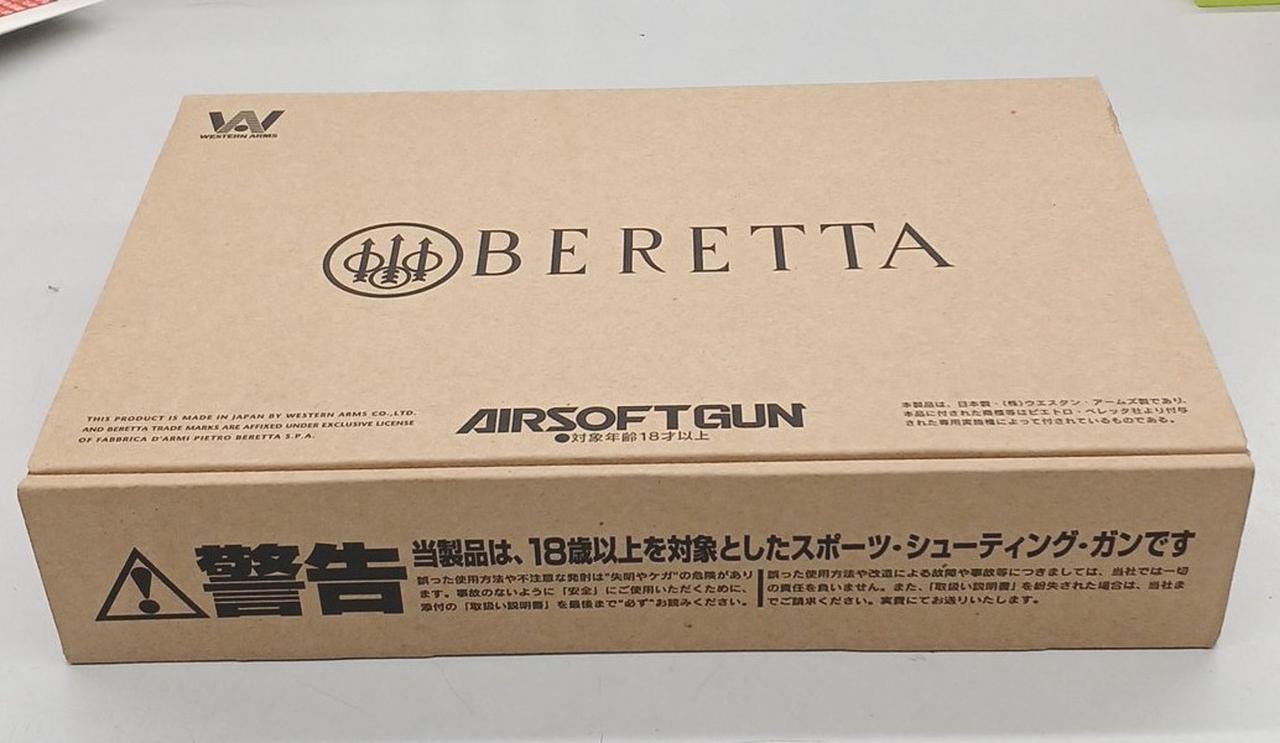 WESTERN ARMS
BERETTA
THIS PRODUCT IS MADE IN JAPAN BY WESTERN ARMS CO.,LTD.
AND BERETTA TRADE MARKS ARE AFFIXED UNDER EXCLUSIVE LICENSE
OF FABBRICA D'ARMI PIETRO BERETTA S.P.A.
AIRSOFTGUN
●対象年齢18才以上
本製品は、日本製・(株)ウエスタン・アームズ製であり、
本品に付された商標等はピエトロ・ベレッタ社より付与
された専用実施権によって付されているものである。
警告
当製品は、18歳以上を対象としたスポーツ・シューティング・ガンです
誤った使用方法や不注意な発射は"失明やケガ"の危険があり
ます。事故のないように「安全」にご使用いただくために、
添付の「取扱い説明書」を最後まで"必ず"お読みください。
誤った使用方法や改造による故障や事故等につきましては、当社では一切
の責任を負いません。また、「取扱い説明書」を紛失された場合は、当社ま
でご請求ください。実費にてお送りいたします。